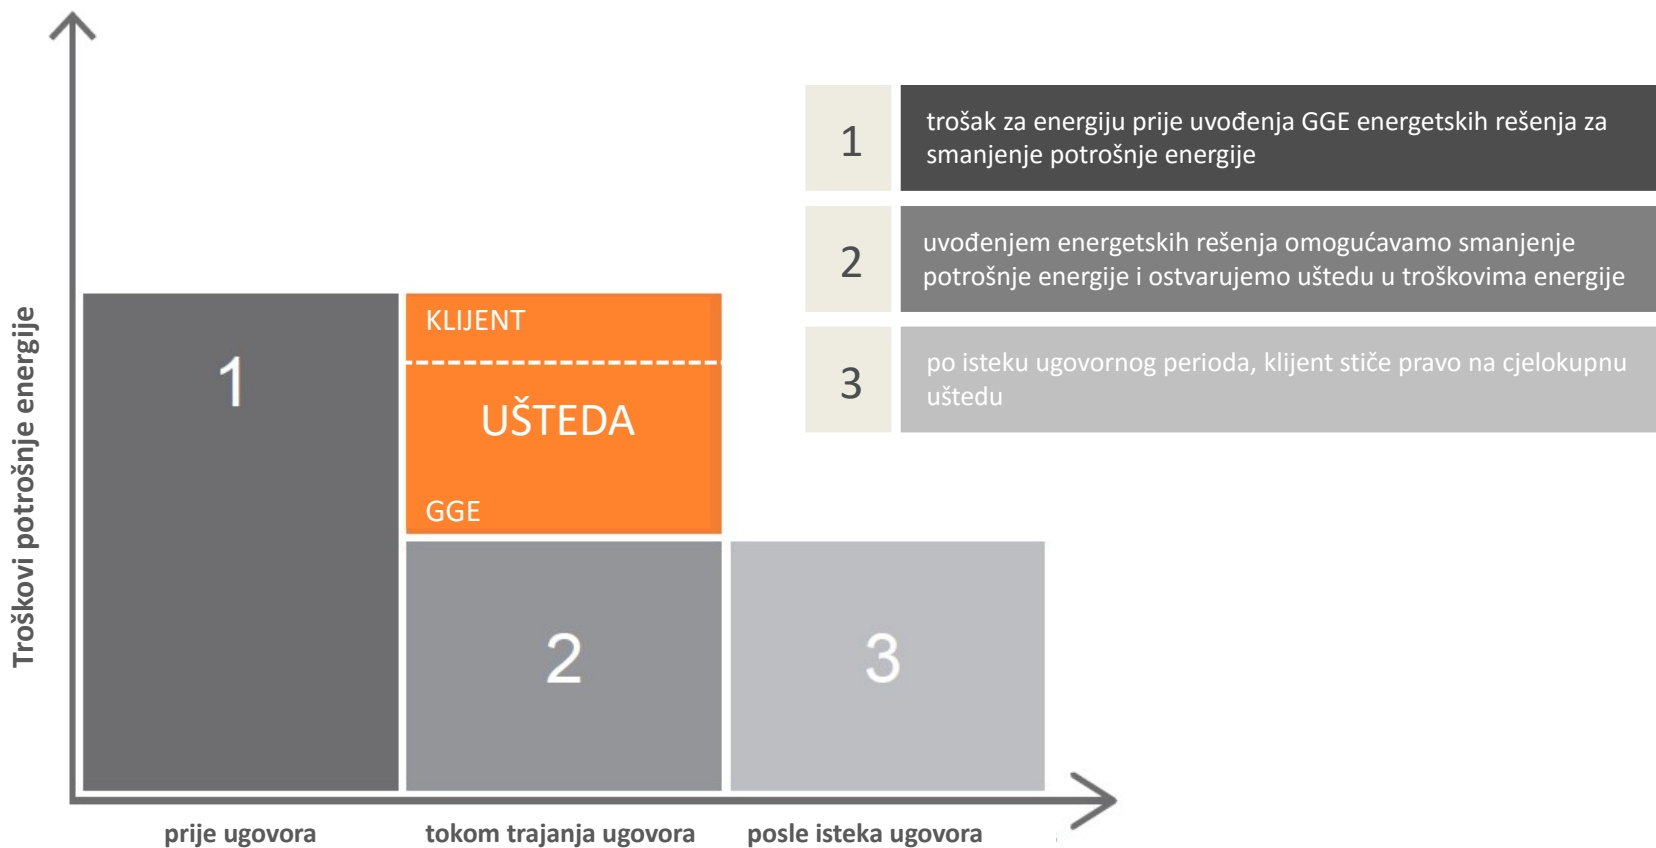 Troškovi potrošnje energije
1
KLIJENT
UŠTEDA
GGE
2
3
prije ugovora
tokom trajanja ugovora
posle isteka ugovora
1
trošak za energiju prije uvođenja GGE energetskih rešenja za
smanjenje potrošnje energije
2
uvođenjem energetskih rešenja omogućavamo smanjenje
potrošnje energije i ostvarujemo uštedu u troškovima energije
3
po isteku ugovornog perioda, klijent stiče pravo na cjelokupnu
uštedu